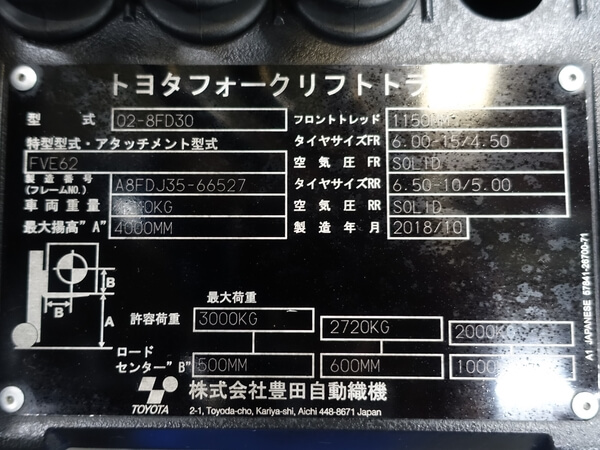 トヨタフォークリフトトラ
型 式 02-8FD30 フロントトレッド
特型型式・アタッチメント型式 タイヤサイズFR 6.00-15/4.50
FVE62 空気圧 FR SOLID
製造番号(フレームNO.) A8FDJ35-66527 タイヤサイズRR 6.50-10/5.00
車両重量 空気圧 RR SOLID
最大揚高"A" 4000MM 製造年月 2018/10
B
B
A
最大荷重
許容荷重 3000KG 2720KG 2000KG
ロードセンター"B" 500MM 600MM
TOYOTA 株式会社豊田自動織機
2-1, Toyoda-cho, Kariya-shi, Aichi 448-8671 Japan
A1 JAPANESE 57841-26700-71